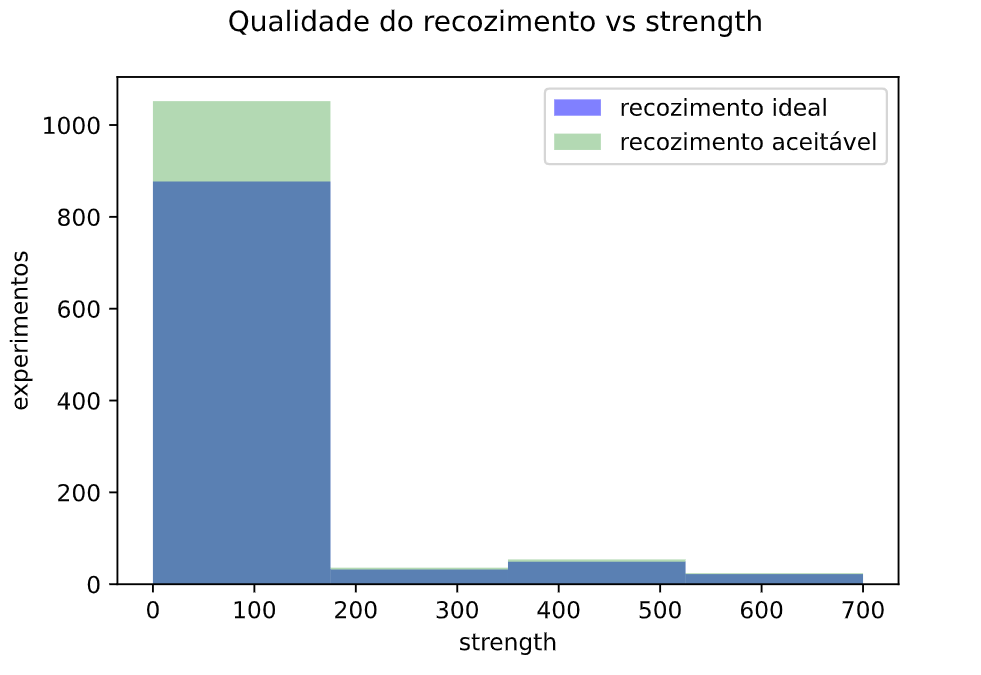 Qualidade do recozimento vs strength
recozimento ideal
recozimento aceitável
experimentos
1000
800
600
400
200
0
0 100 200 300 400 500 600 700
strength